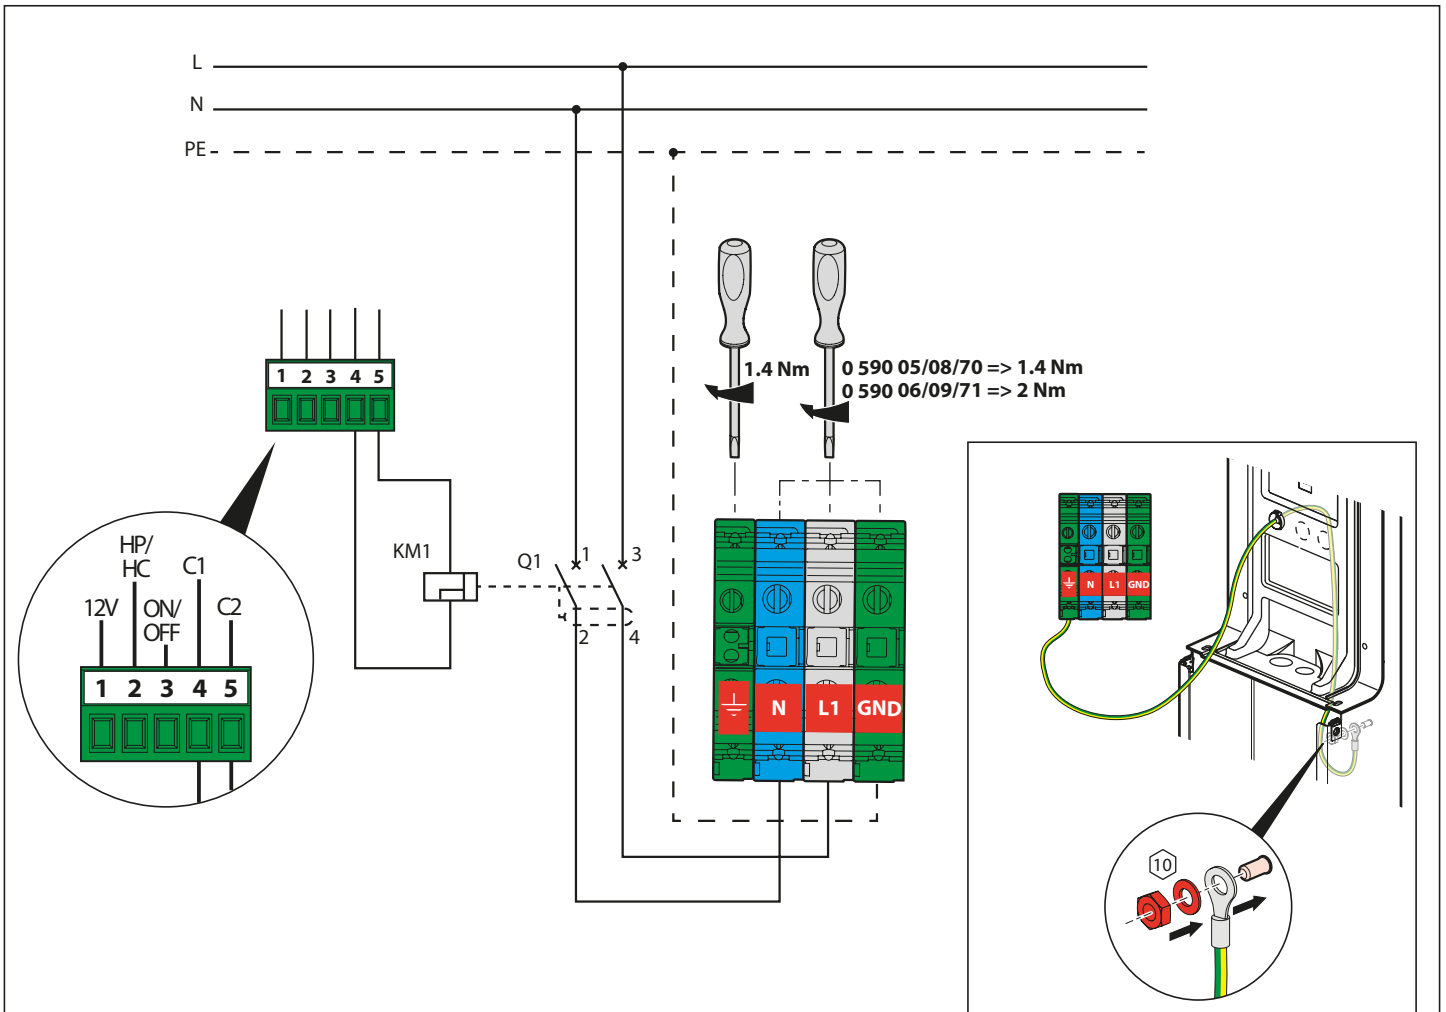 L
N
PE
1.4 Nm
0 590 05/08/70 => 1.4 Nm
0 590 06/09/71 => 2 Nm
1 2 3 4 5
KM1
Q1
1
3
2
4
HP/
HC
C1
12V
ON/
OFF
C2
1 2 3 4 5
N
L1
GND
N
L1
GND
10